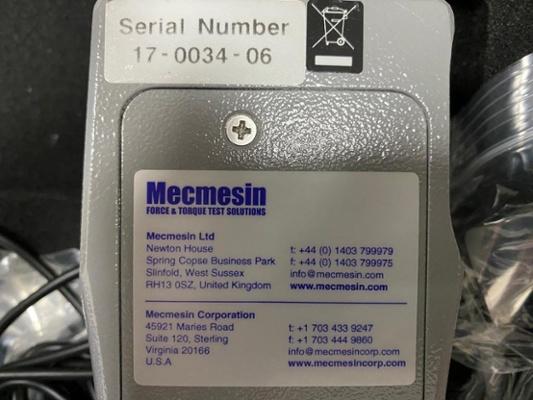 Serial Number
17-0034-06
Mecmesin
FORCE & TORQUE TEST SOLUTIONS
Mecmesin Ltd
Newton House
Spring Copse Business Park
Slinfold, West Sussex
RH13 0SZ, United Kingdom
t: +44 (0) 1403 799979
f: +44 (0) 1403 799975
info@mecmesin.com
www.mecmesin.com
Mecmesin Corporation
45921 Maries Road
Suite 120, Sterling
Virginia 20166
U.S.A
t: +1 703 433 9247
f: +1 703 444 9860
info@mecmesincorp.com
www.mecmesincorp.com